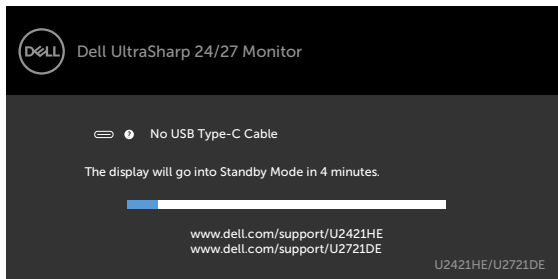 DELL
Dell UltraSharp 24/27 Monitor
? No USB Type-C Cable
The display will go into Standby Mode in 4 minutes.
www.dell.com/support/U2421HE
www.dell.com/support/U2721DE
U2421HE/U2721DE